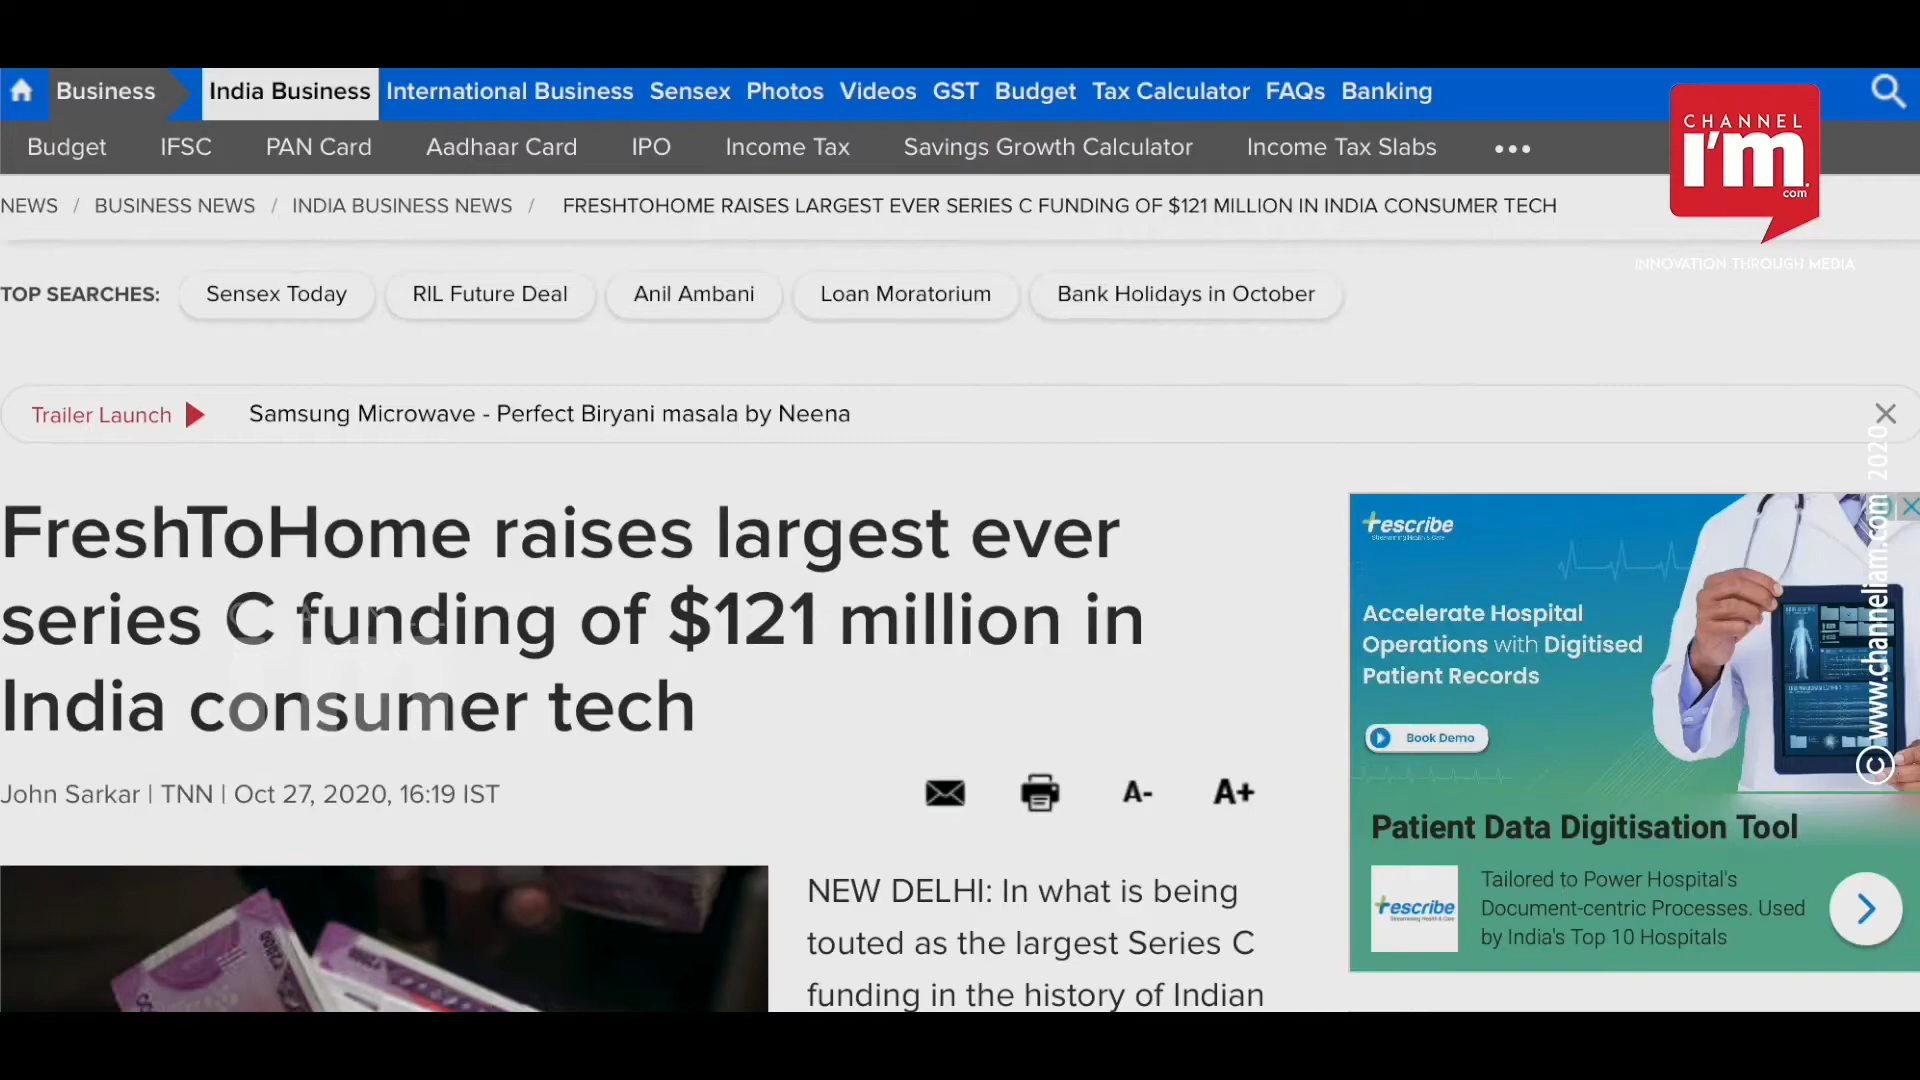 Business India Business International Business Sensex Photos Videos GST Budget Tax Calculator FAQs Banking
CHANNEL
I'm
.com
INNOVATION THROUGH MEDIA
Budget IFSC PAN Card Aadhaar Card IPO Income Tax Savings Growth Calculator Income Tax Slabs •••
NEWS / BUSINESS NEWS / INDIA BUSINESS NEWS / FRESHTOHOME RAISES LARGEST EVER SERIES C FUNDING OF $121 MILLION IN INDIA CONSUMER TECH
TOP SEARCHES: Sensex Today RIL Future Deal Anil Ambani Loan Moratorium Bank Holidays in October
Trailer Launch Samsung Microwave - Perfect Biryani masala by Neena
FreshToHome raises largest ever
series C funding of $121 million in
India consumer tech
John Sarkar | TNN | Oct 27, 2020, 16:19 IST
A- A+
NEW DELHI: In what is being
touted as the largest Series C
funding in the history of Indian
escribe
Streamlining Health & Care
Accelerate Hospital
Operations with Digitised
Patient Records
Book Demo
Patient Data Digitisation Tool
escribe
Tailored to Power Hospital's
Document-centric Processes. Used
by India's Top 10 Hospitals
© www.channeliam.com 2020